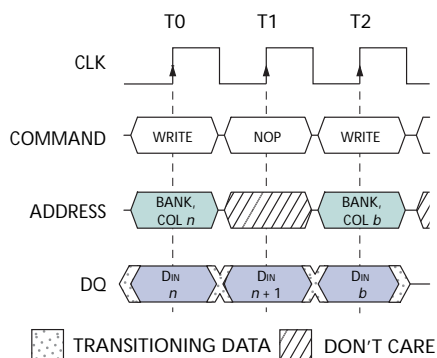 T0 T1 T2
CLK
COMMAND WRITE NOP WRITE
ADDRESS BANK, COL n BANK, COL b
DQ DIN n DIN n + 1 DIN b
TRANSITIONING DATA DON'T CARE